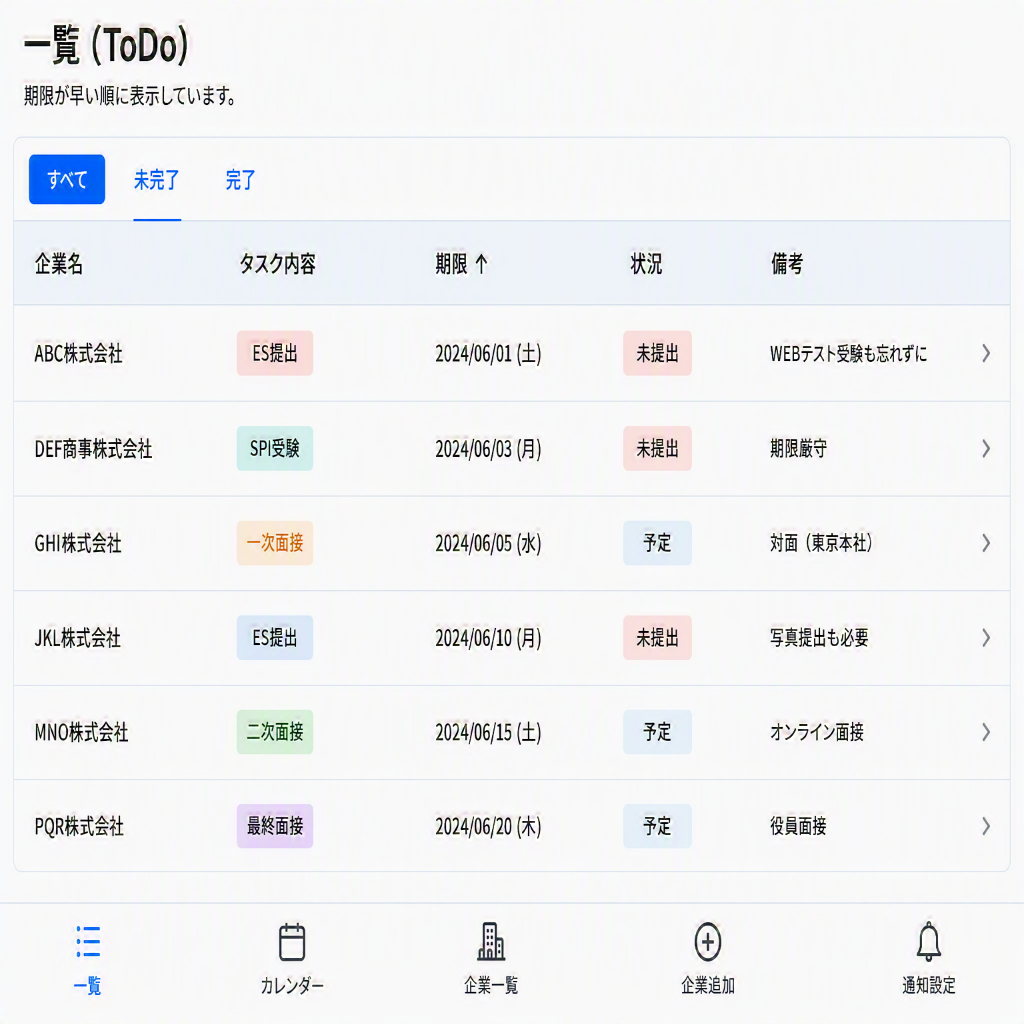 一覧（ToDo）
期限が早い順に表示しています。
すべて 未完了 完了
企業名 タスク内容 期限 ↑ 状況 備考
ABC株式会社 ES提出 2024/06/01 (土) 未提出 WEBテスト受験も忘れずに
DEF商事株式会社 SPI受験 2024/06/03 (月) 未提出 期限厳守
GHI株式会社 一次面接 2024/06/05 (水) 予定 対面（東京本社）
JKL株式会社 ES提出 2024/06/10 (月) 未提出 写真提出も必要
MNO株式会社 二次面接 2024/06/15 (土) 予定 オンライン面接
PQR株式会社 最終面接 2024/06/20 (木) 予定 役員面接
一覧 カレンダー 企業一覧 企業追加 通知設定